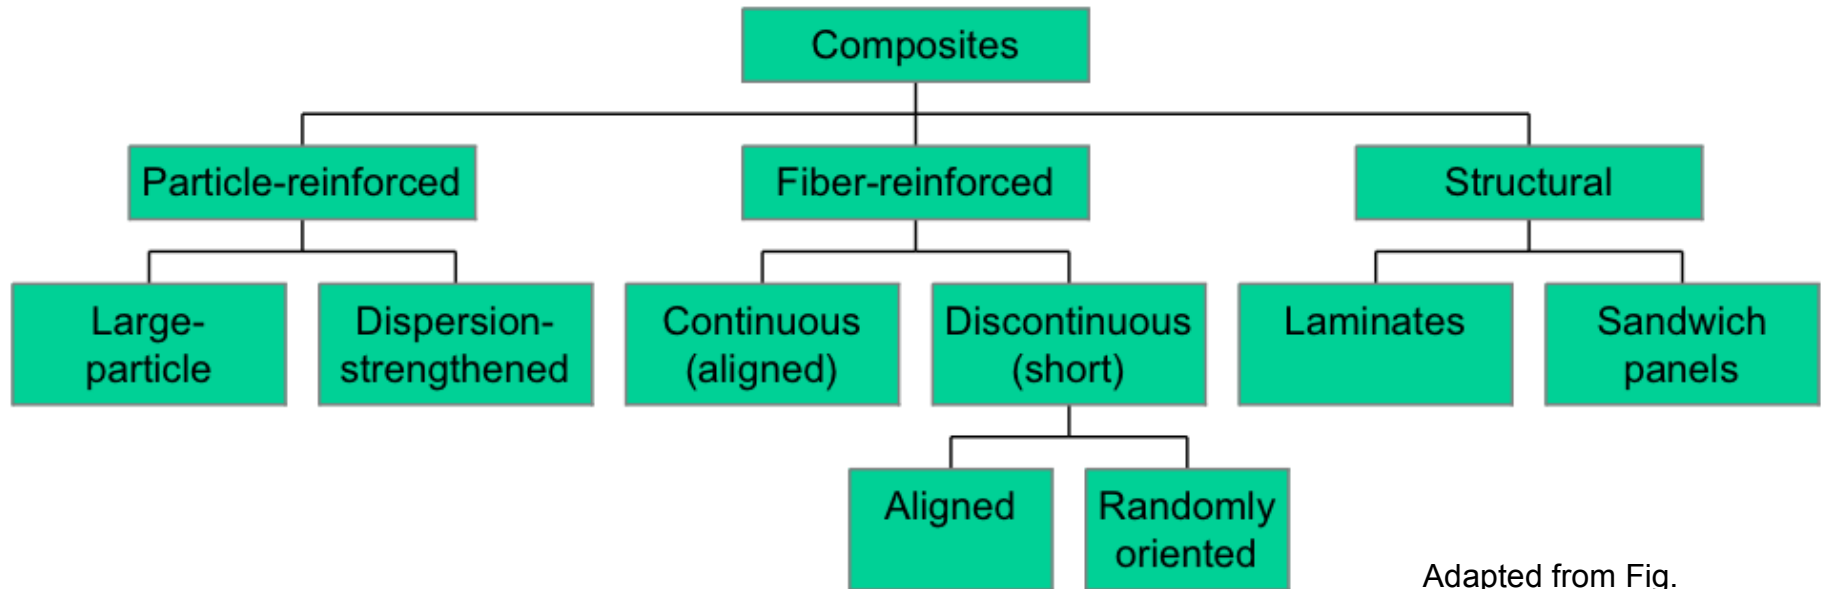 Composites
Particle-reinforced
Fiber-reinforced
Structural
Large-
particle
Dispersion-
strengthened
Continuous
(aligned)
Discontinuous
(short)
Laminates
Sandwich
panels
Aligned
Randomly
oriented
Adapted from Fig.